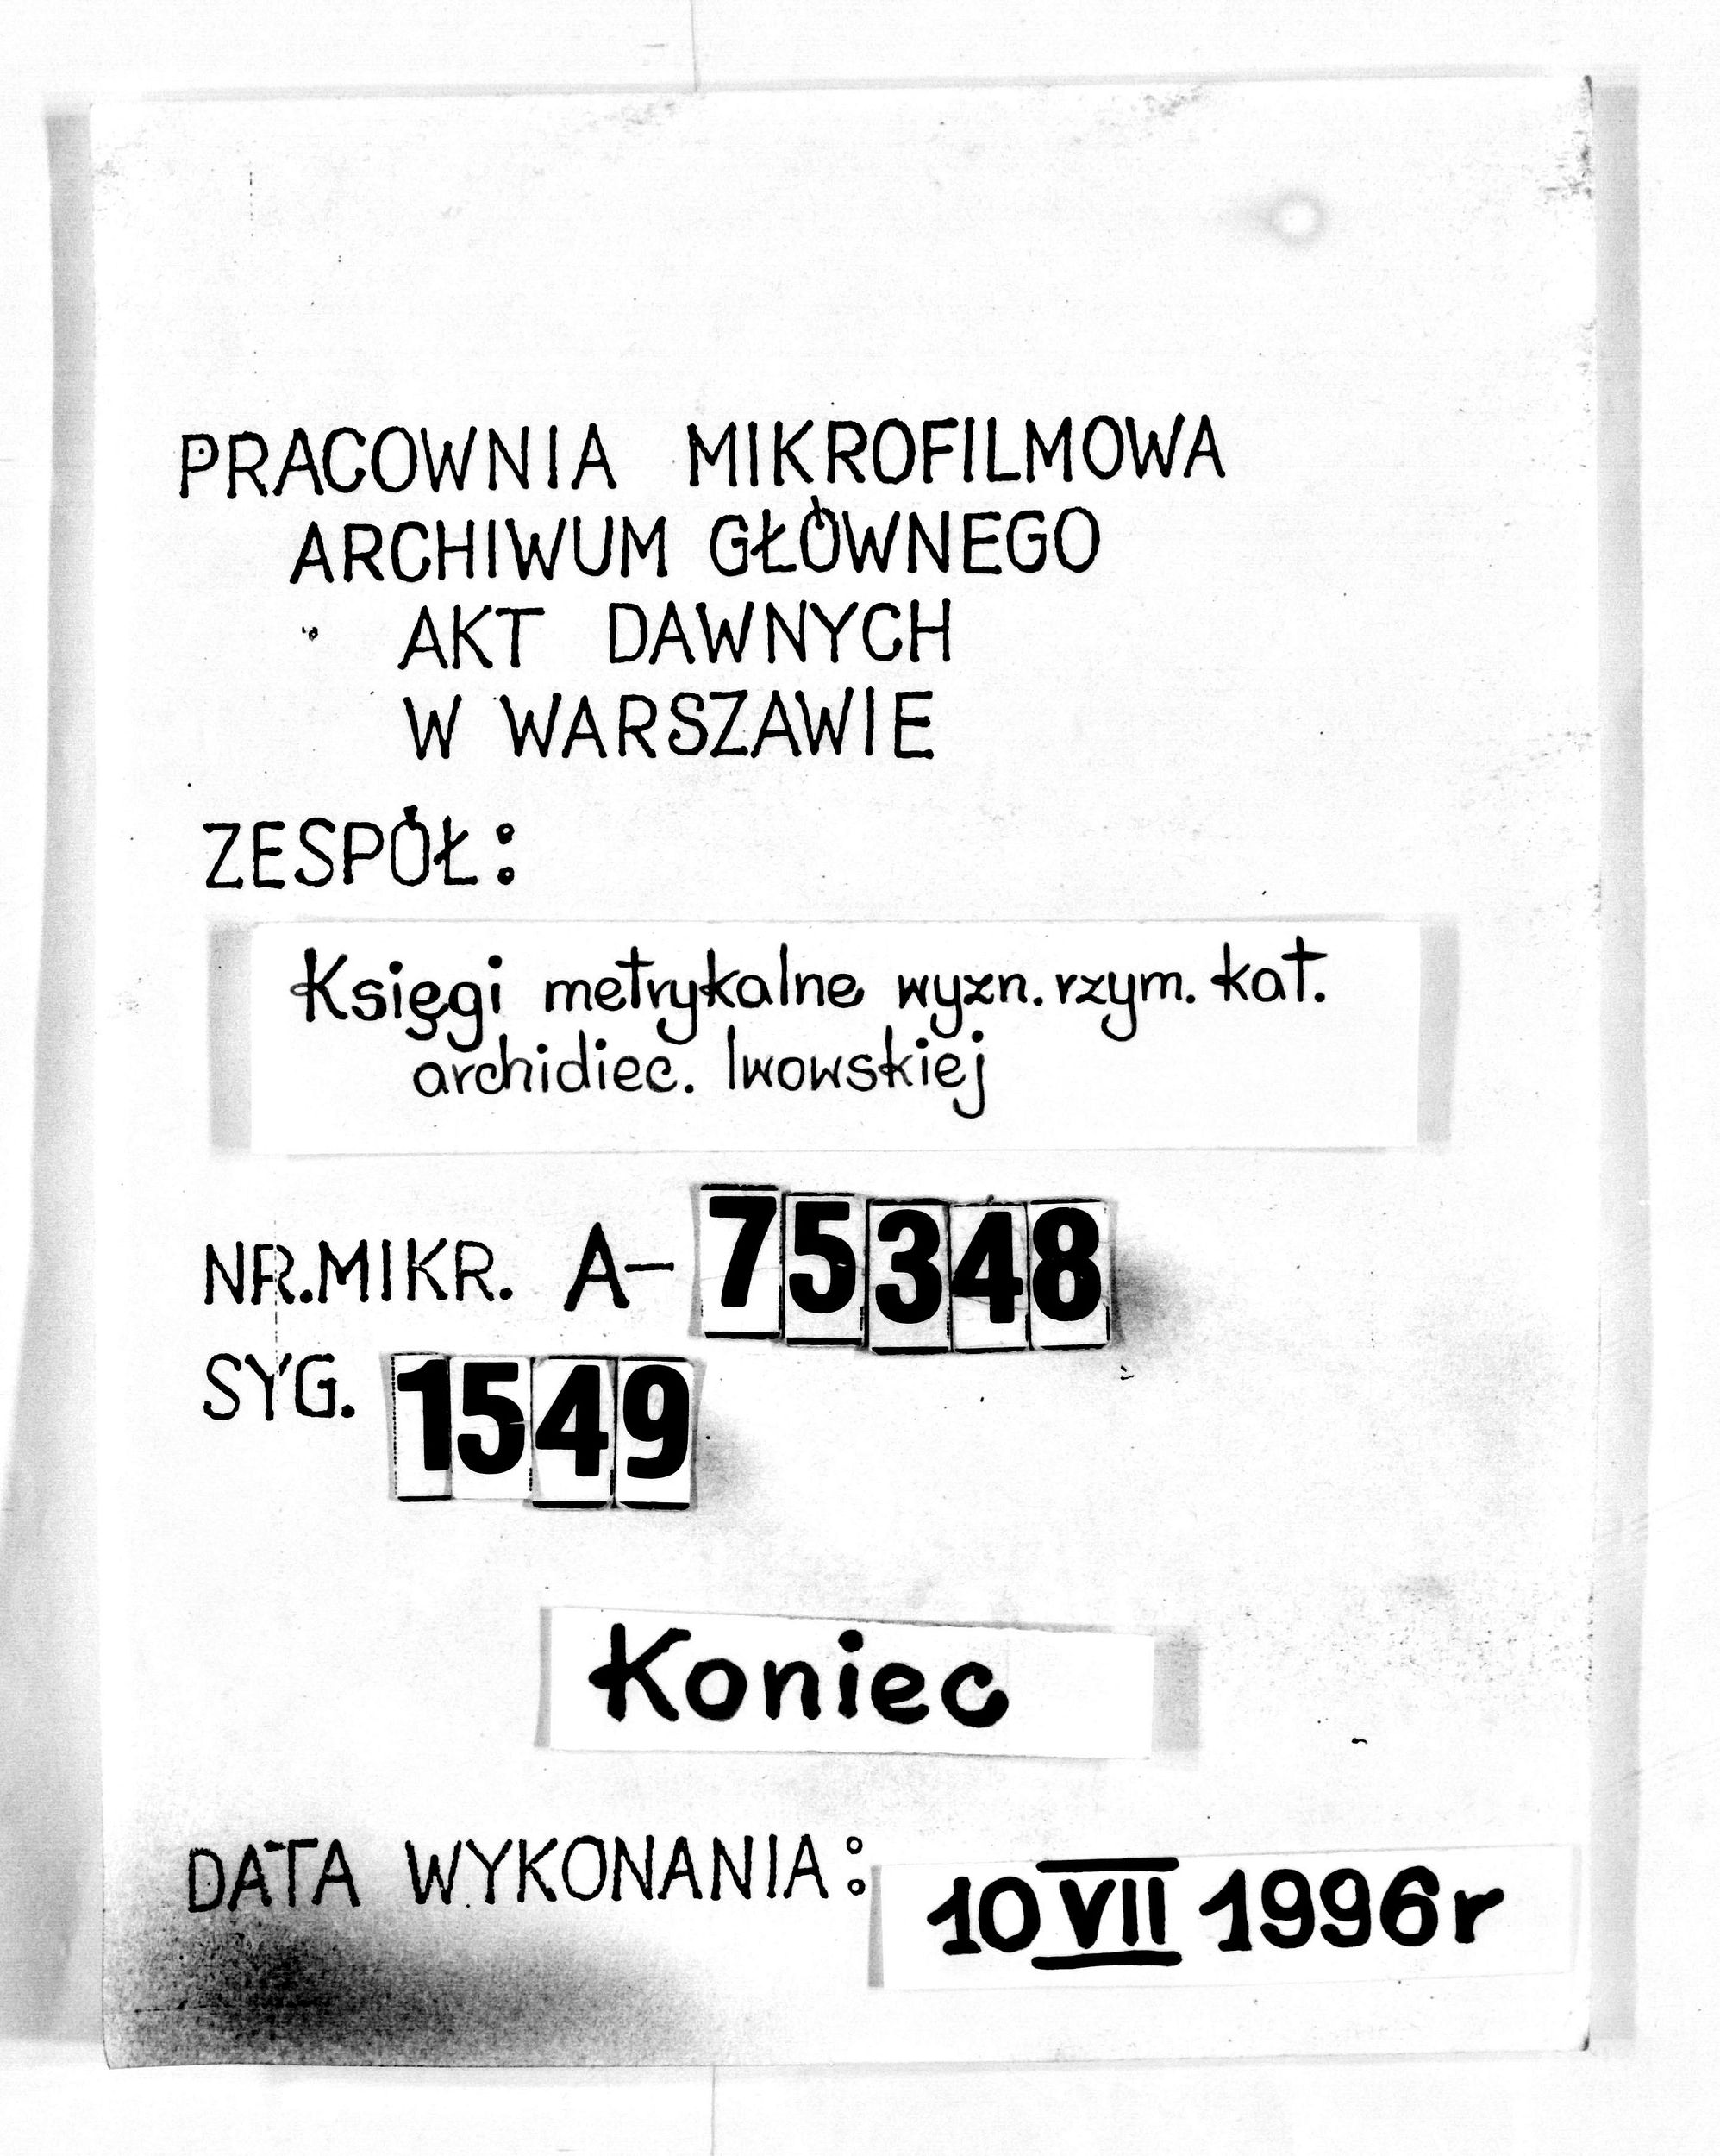 PRACOWNIA MIKROFILMOWA
ARCHIWUM GŁÓWNEGO
AKT DAWNYCH
W WARSZAWIE
ZESPÓŁ:
Księgi metrykalne wyzn. rzym. kat.
archidiec. lwowskiej
NR.MIKR. A-75348
SYG. 1549
Koniec
DATA WYKONANIA: 10 VII 1996r